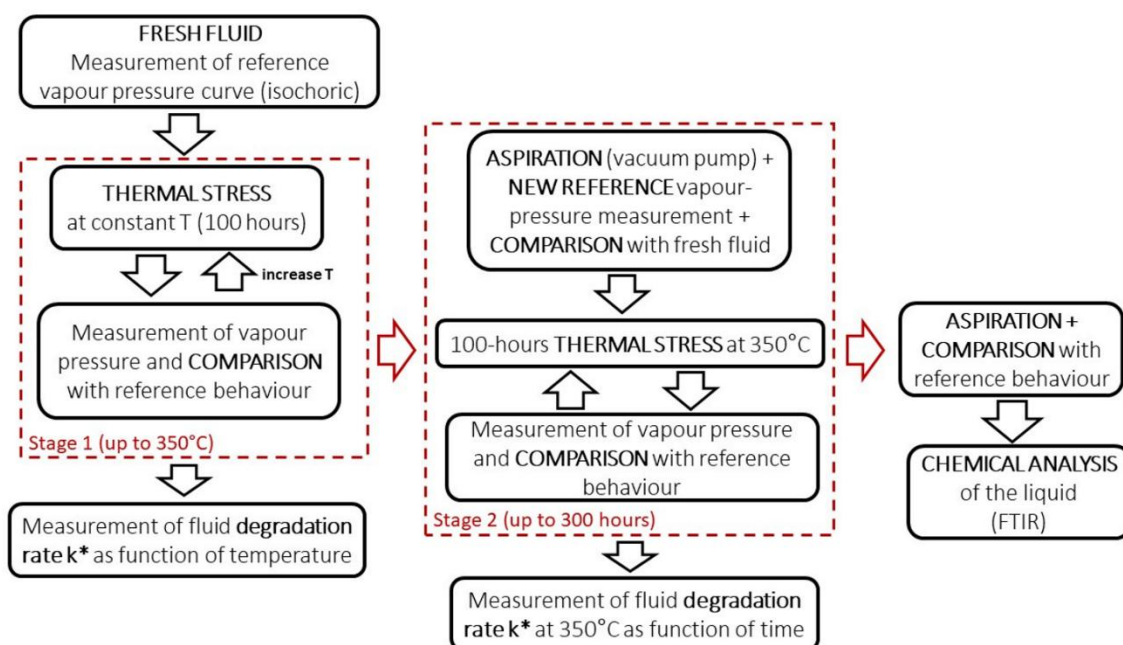 FRESH FLUID
Measurement of reference
vapour pressure curve (isochoric)
THERMAL STRESS
at constant T (100 hours)
increase T
Measurement of vapour
pressure and COMPARISON
with reference behaviour
Stage 1 (up to 350°C)
Measurement of fluid degradation
rate k* as function of temperature
ASPIRATION (vacuum pump) +
NEW REFERENCE vapour-
pressure measurement +
COMPARISON with fresh fluid
100-hours THERMAL STRESS at 350°C
Measurement of vapour pressure
and COMPARISON with reference
behaviour
Stage 2 (up to 300 hours)
Measurement of fluid degradation
rate k* at 350°C as function of time
ASPIRATION +
COMPARISON with
reference behaviour
CHEMICAL ANALYSIS
of the liquid
(FTIR)